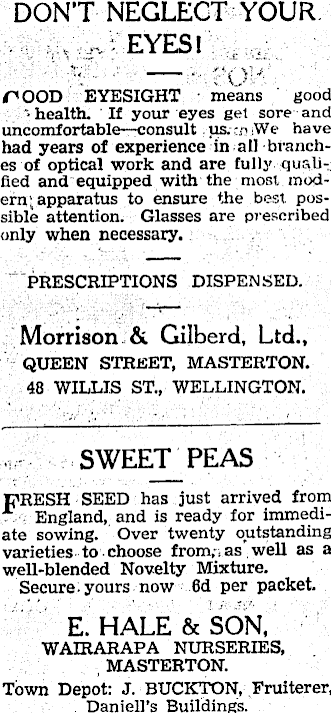 DON'T NEGLECT YOUR
EYES!
GOOD EYESIGHT means good
health. If your eyes get sore and
uncomfortable—consult us. We have
had years of experience in all branch-
es of optical work and are fully quali-
fied and equipped with the most mod-
ern apparatus to ensure the best pos-
sible attention. Glasses are prescribed
only when necessary.
PRESCRIPTIONS DISPENSED.
Morrison & Gilberd, Ltd.,
QUEEN STREET, MASTERTON.
48 WILLIS ST., WELLINGTON.
SWEET PEAS
FRESH SEED has just arrived from
England, and is ready for immedi-
ate sowing. Over twenty outstanding
varieties to choose from, as well as a
well-blended Novelty Mixture.
Secure yours now 6d per packet.
E. HALE & SON,
WAIRARAPA NURSERIES,
MASTERTON.
Town Depot: J. BUCKTON, Fruiterer,
Daniell's Buildings.